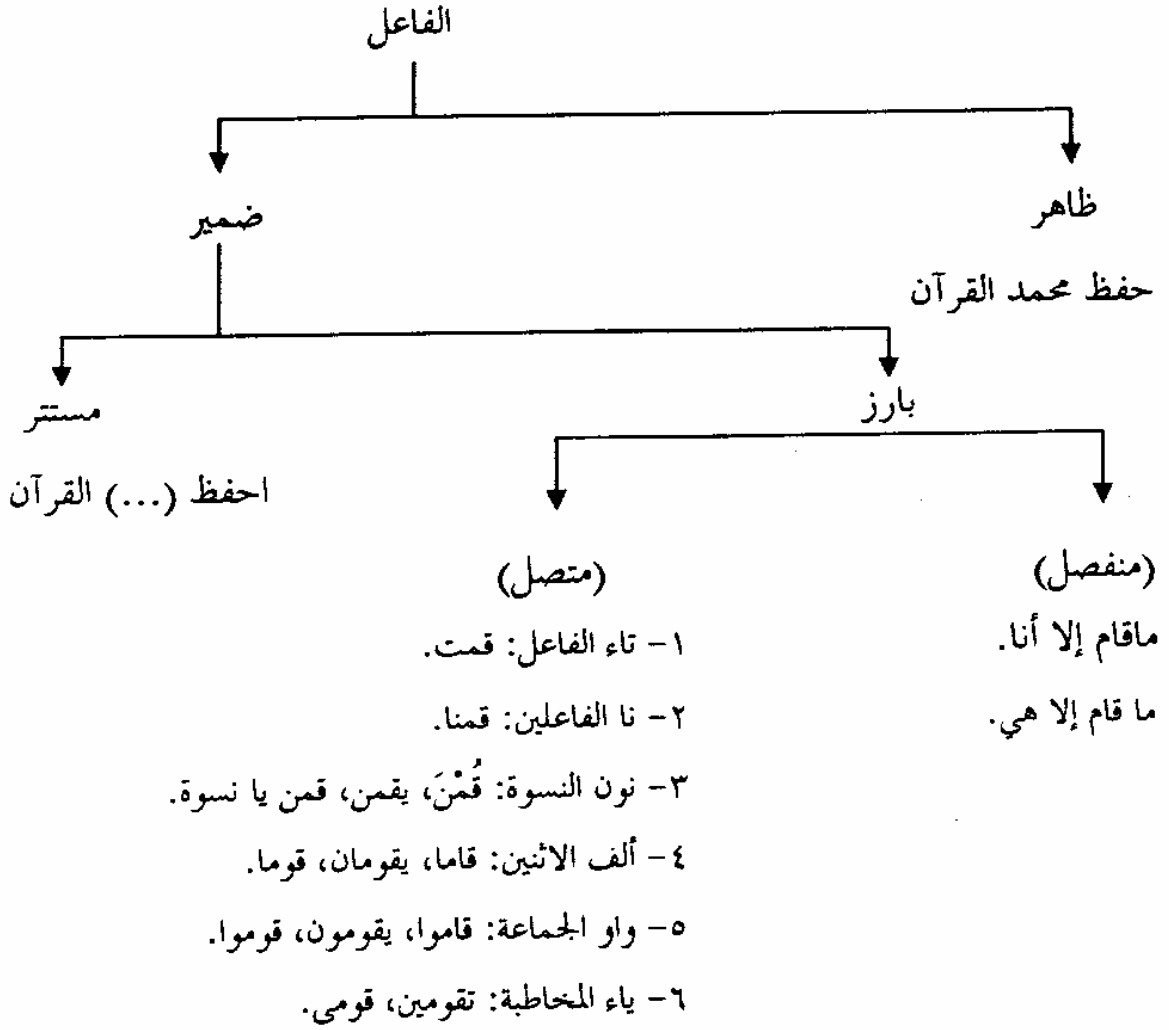 الفاعل
ظاهر
ضمير
حفظ محمد القرآن
بارز
مستتر
احفظ (...) القرآن
(منفصل)
ماقام إلا أنا.
ما قام إلا هي.
(متصل)
١- تاء الفاعل: قمت.
٢- نا الفاعلين: قمنا.
٣- نون النسوة: قُمْنَ، يقمن، قمن يا نسوة.
٤- ألف الاثنين: قاما، يقومان، قوما.
٥- واو الجماعة: قاموا، يقومون، قوموا.
٦- ياء المخاطبة: تقومين، قومي.